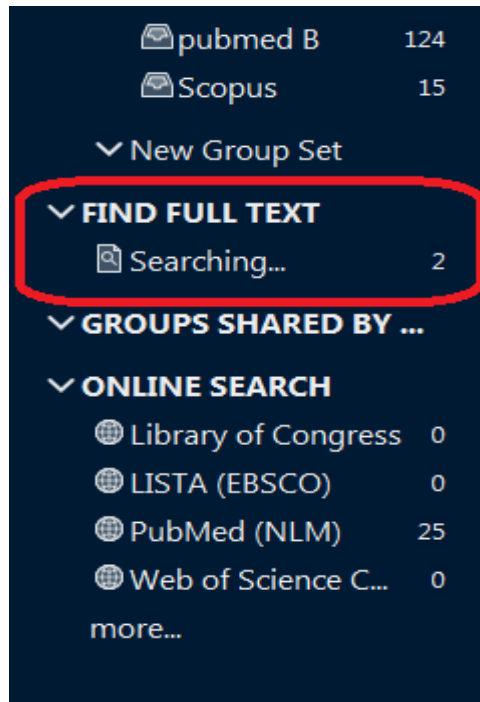 pubmed B 124
Scopus 15
New Group Set
FIND FULL TEXT
Searching... 2
GROUPS SHARED BY ...
ONLINE SEARCH
Library of Congress 0
LISTA (EBSCO) 0
PubMed (NLM) 25
Web of Science C... 0
more...